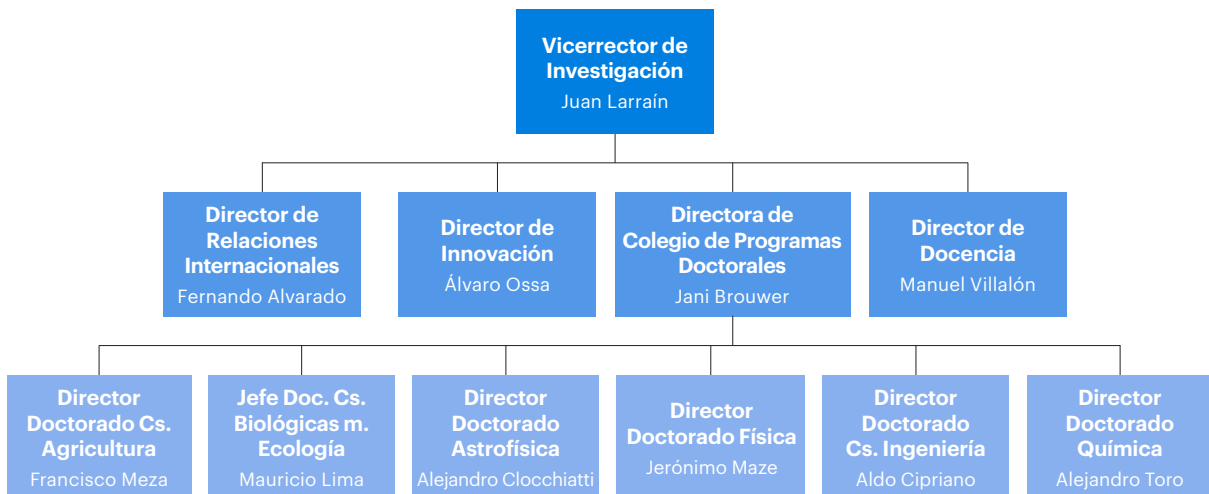 Vicerrector de
Investigación
Juan Larraín
Director de
Relaciones
Internacionales
Fernando Alvarado
Director de
Innovación
Álvaro Ossa
Directora de
Colegio de Programas
Doctorales
Jani Brouwer
Director de
Docencia
Manuel Villalón
Director
Doctorado Cs.
Agricultura
Francisco Meza
Jefe Doc. Cs.
Biológicas m.
Ecología
Mauricio Lima
Director
Doctorado
Astrofísica
Alejandro Clocchiatti
Director
Doctorado Física
Jerónimo Maze
Director
Doctorado
Cs. Ingeniería
Aldo Cipriano
Director
Doctorado
Química
Alejandro Toro